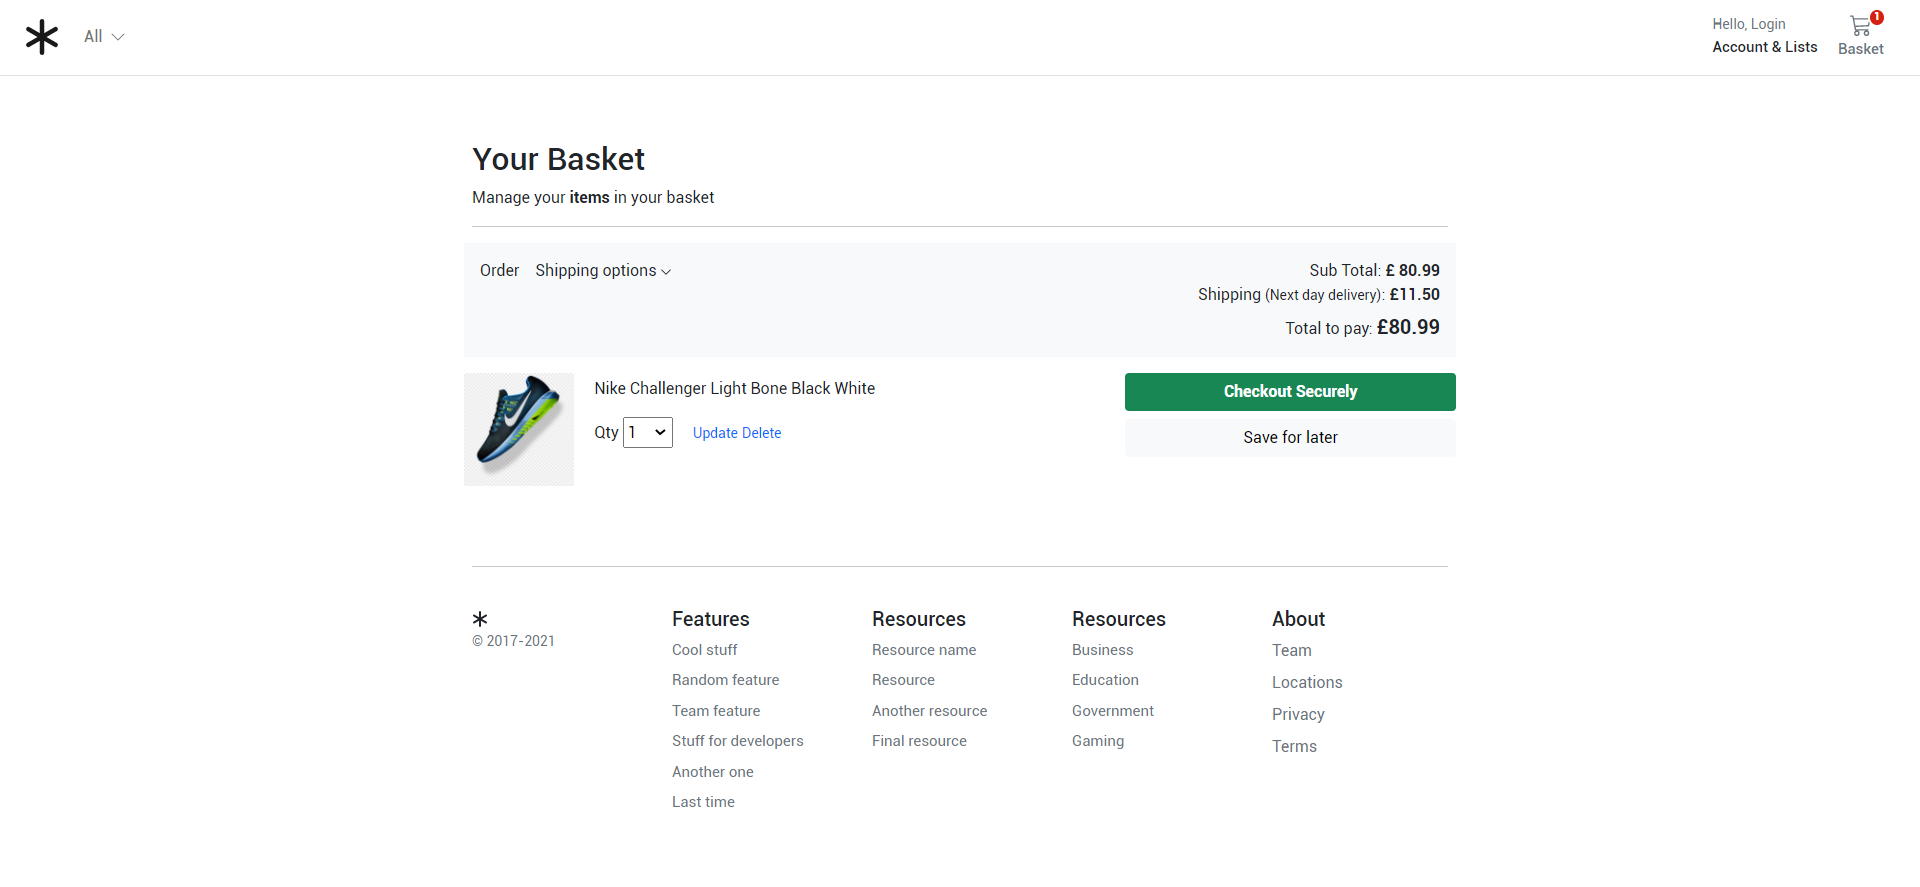 All
Hello, Login
Account & Lists
1
Basket
Your Basket
Manage your items in your basket
Order Shipping options
Sub Total: £ 80.99
Shipping (Next day delivery): £11.50
Total to pay: £80.99
Nike Challenger Light Bone Black White
Qty 1 Update Delete
Checkout Securely
Save for later
© 2017-2021
Features
Cool stuff
Random feature
Team feature
Stuff for developers
Another one
Last time
Resources
Resource name
Resource
Another resource
Final resource
Resources
Business
Education
Government
Gaming
About
Team
Locations
Privacy
Terms